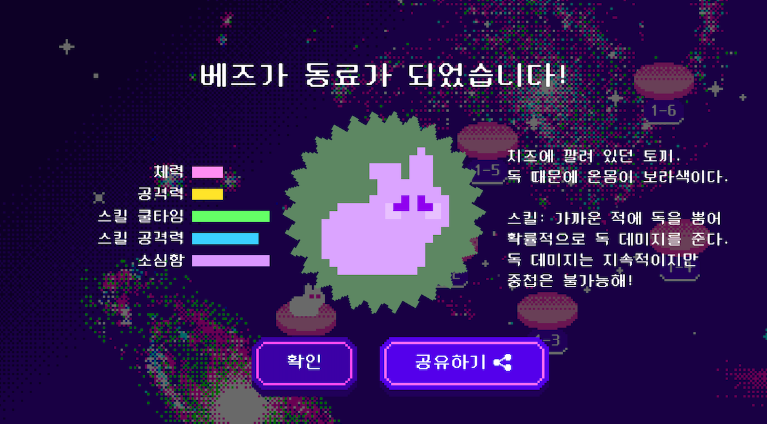 베즈가 동료가 되었습니다!
1-6
1-5
체력
공격력
스킬 쿨타임
스킬 공격력
소심함
치즈에 깔려 있던 토끼.
독 때문에 온몸이 보라색이다.
스킬: 가까운 적에 독을 뿜어
확률적으로 독 데미지를 준다.
독 데미지는 지속적이지만
중첩은 불가능해!
1-3
확인
공유하기